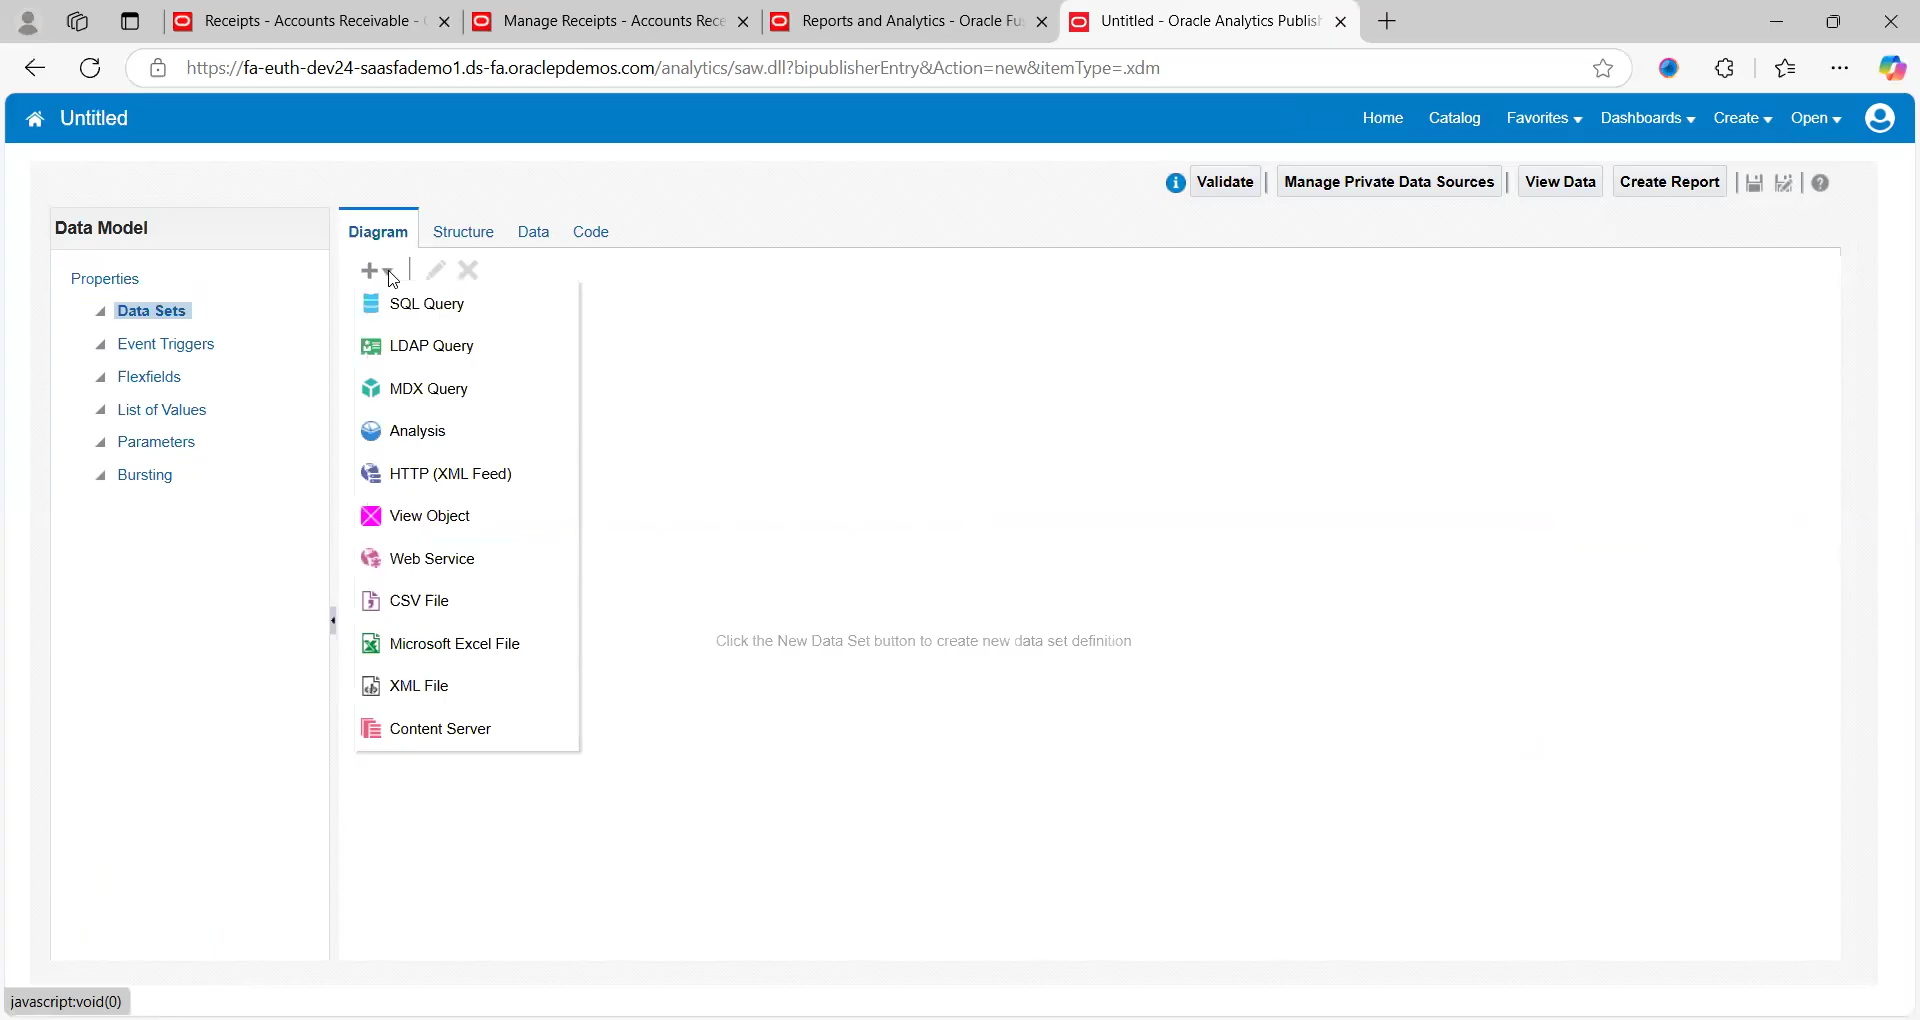 Receipts - Accounts Receivable -
Manage Receipts - Accounts Rece
Reports and Analytics - Oracle Fu
Untitled - Oracle Analytics Publish
https://fa-euth-dev24-saasfademo1.ds-fa.oraclepdemos.com/analytics/saw.dll?bipublisherEntry&Action=new&itemType=.xdm
Untitled
Home
Catalog
Favorites
Dashboards
Create
Open
Validate
Manage Private Data Sources
View Data
Create Report
Data Model
Diagram
Structure
Data
Code
Properties
Data Sets
Event Triggers
Flexfields
List of Values
Parameters
Bursting
SQL Query
LDAP Query
MDX Query
Analysis
HTTP (XML Feed)
View Object
Web Service
CSV File
Microsoft Excel File
XML File
Content Server
Click the New Data Set button to create new data set definition
javascript:void(0)